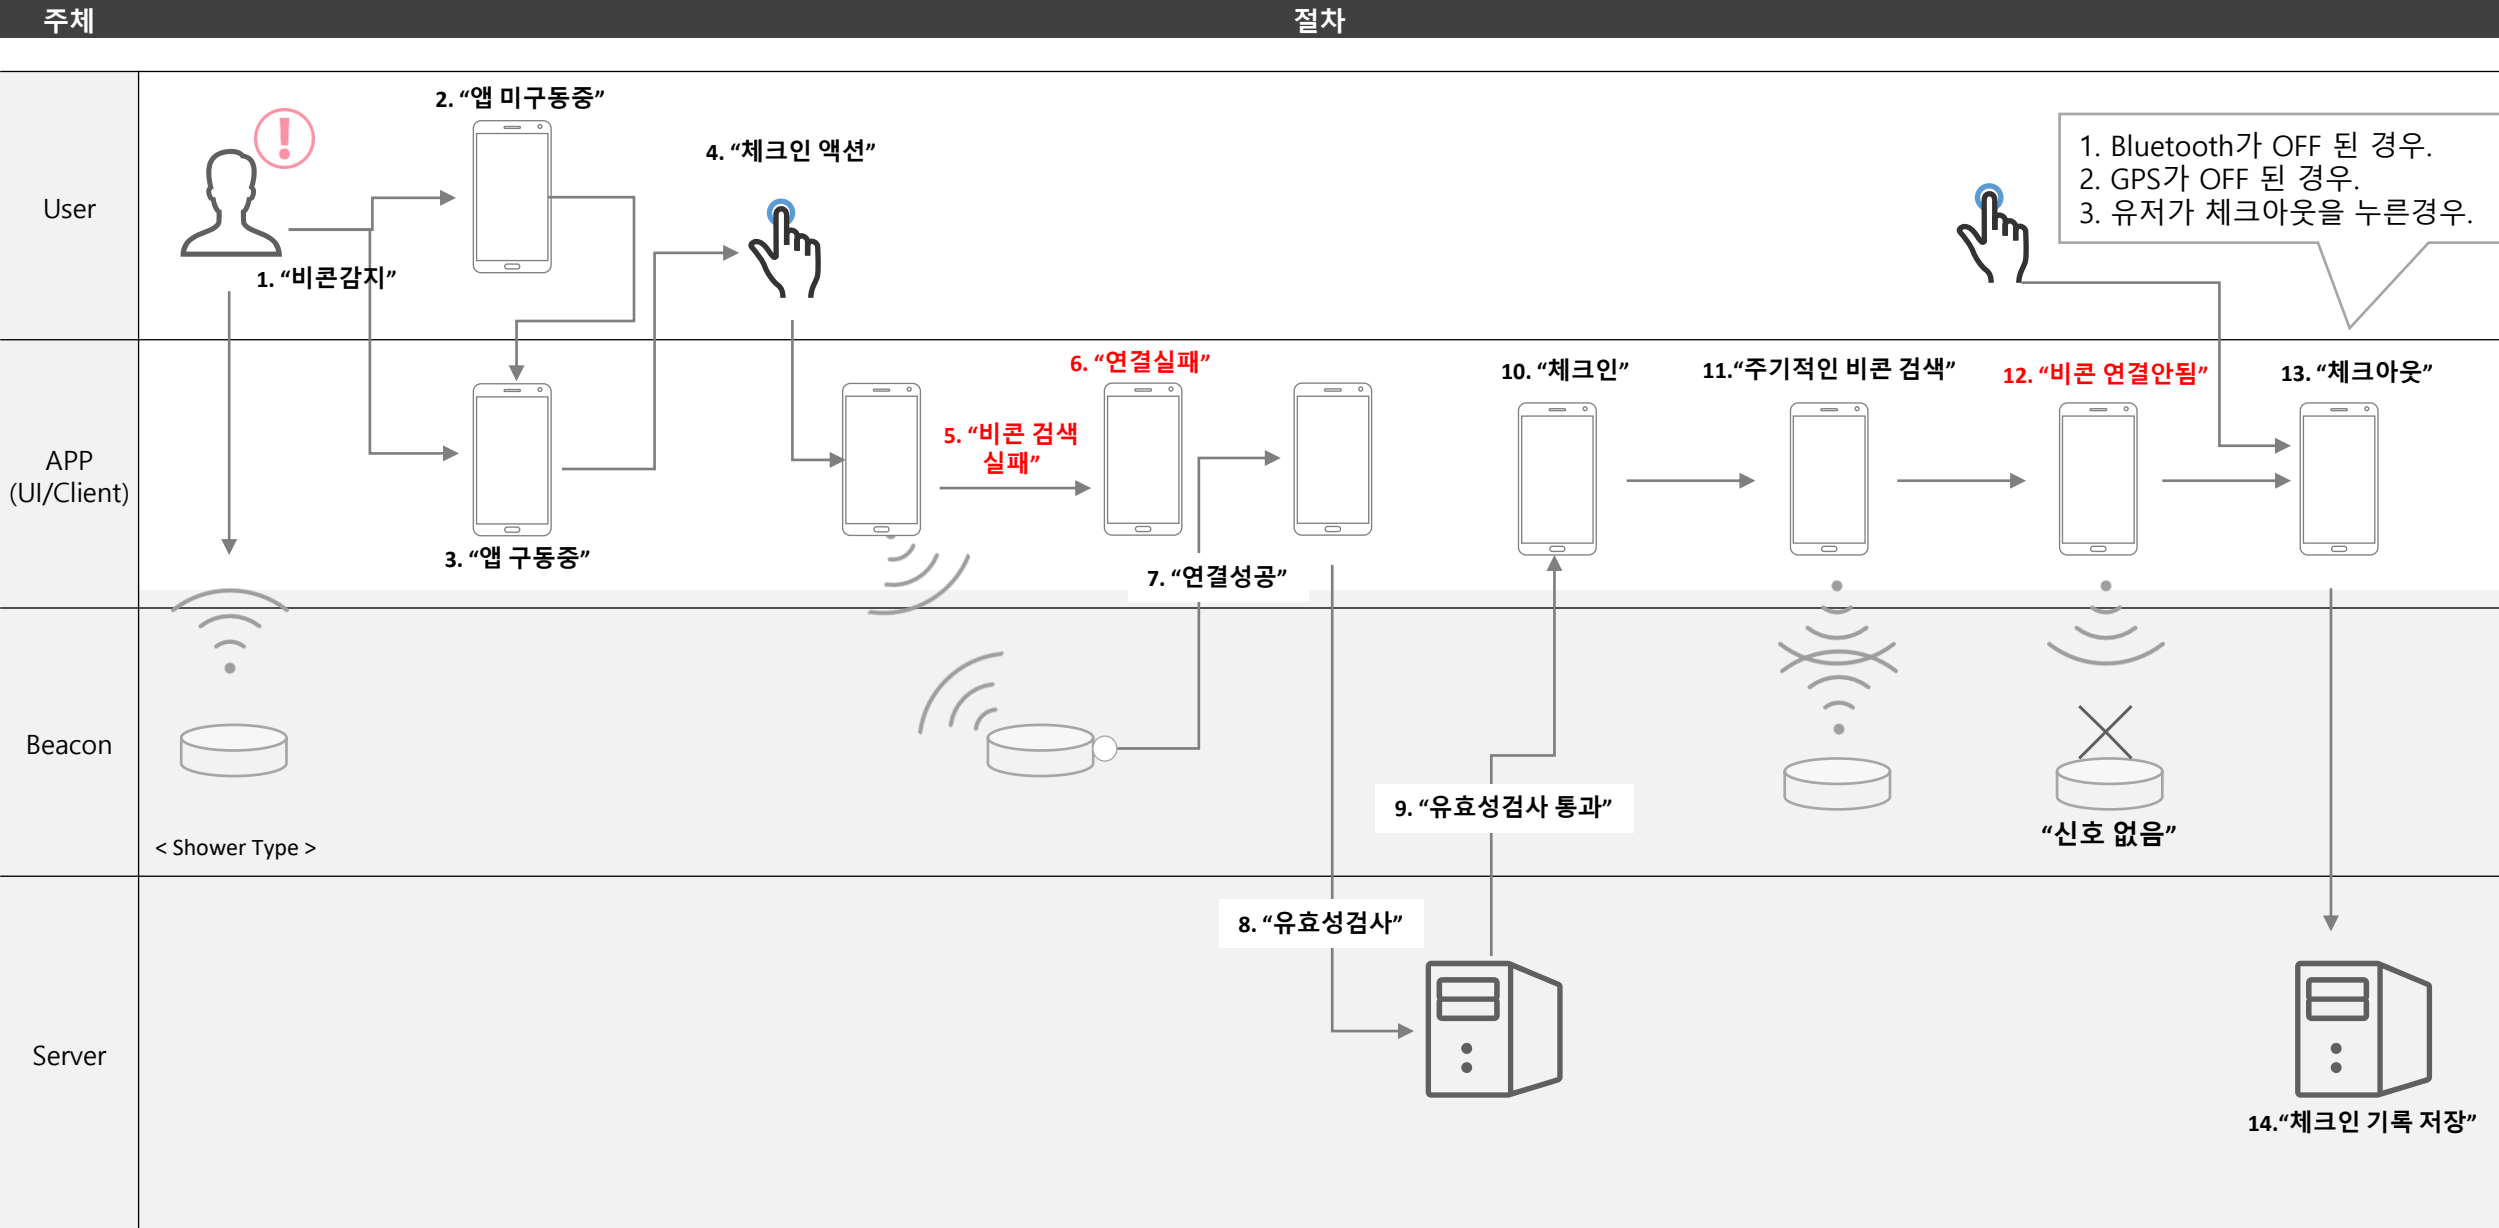 주체
절차
User
1. “비콘감지”
2. “앱 미구동중”
4. “체크인 액션”
1. Bluetooth가 OFF 된 경우.
2. GPS가 OFF 된 경우.
3. 유저가 체크아웃을 누른경우.
APP
(UI/Client)
3. “앱 구동중”
5. “비콘 검색
실패”
6. “연결실패”
7. “연결성공”
10. “체크인”
11.“주기적인 비콘 검색”
12. “비콘 연결안됨”
13. “체크아웃”
Beacon
< Shower Type >
9. “유효성검사 통과”
“신호 없음”
Server
8. “유효성검사”
14.“체크인 기록 저장”